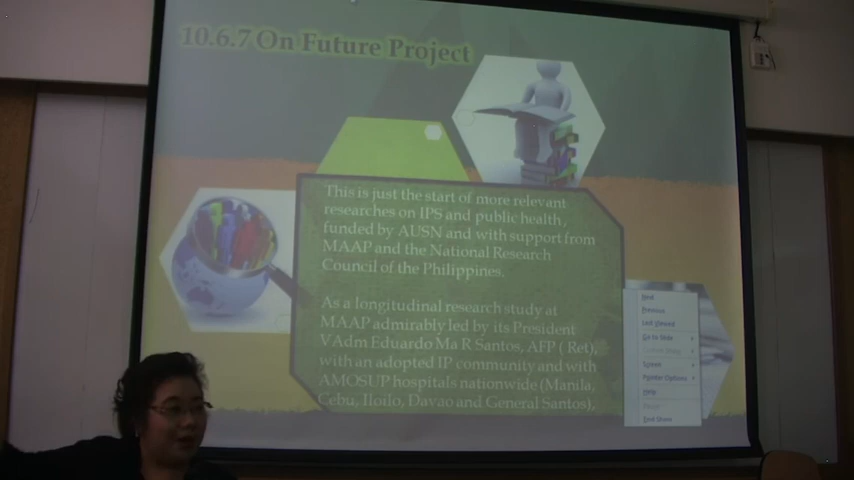 10.6.7 On Future Project
This is just the start of more relevant
researches on IPS and public health,
funded by AUSN and with support from
MAAP and the National Research
Council of the Philippines.
As a longitudinal research study at
MAAP admirably led by its President
VAdm Eduardo Ma R Santos, AFP ( Ret),
with an adopted IP community and with
AMOSUP hospitals nationwide (Manila,
Cebu, Iloilo, Davao and General Santos),
Next
Previous
Last Viewed
Go to Slide
Screen
Pointer Options
Help
Pause
End Show